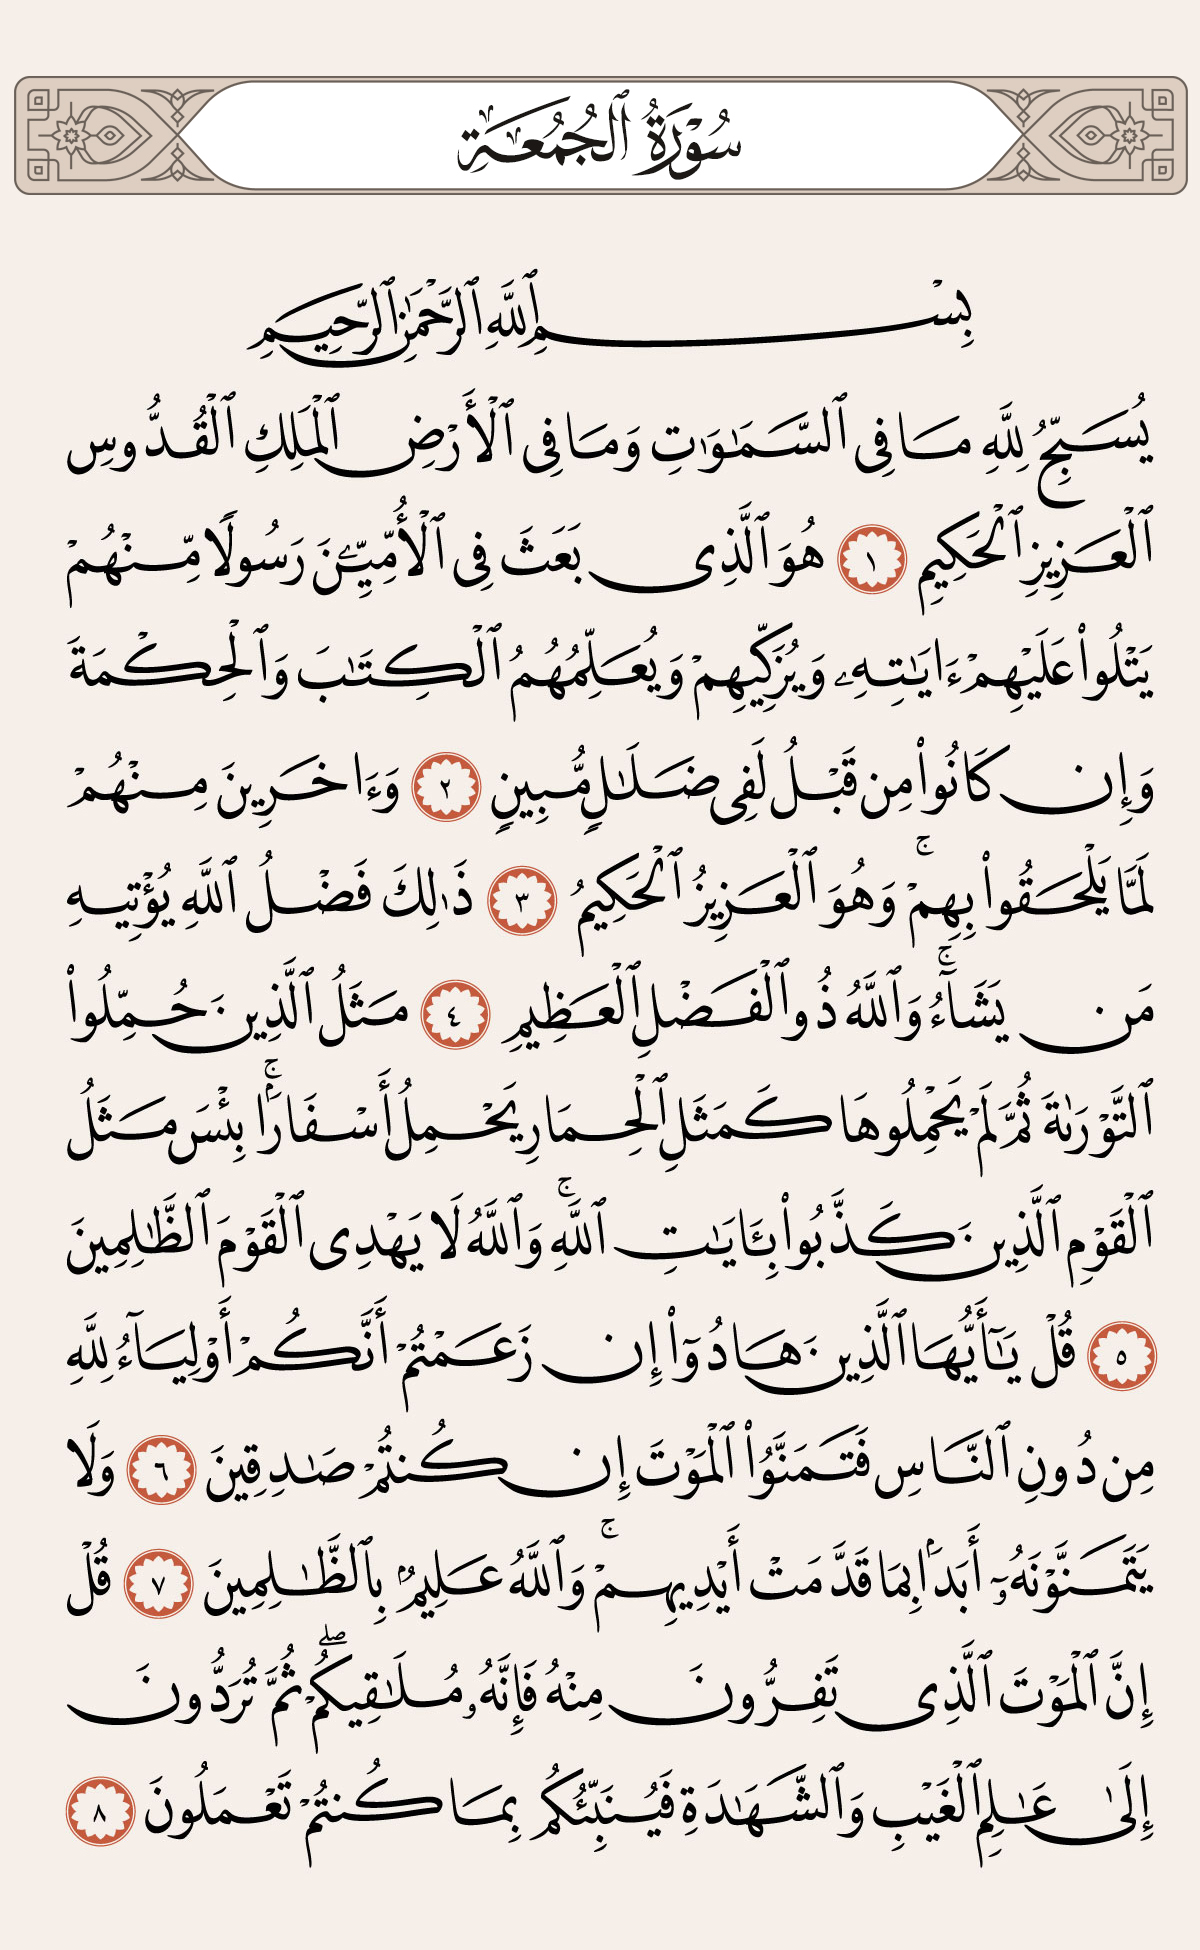 سُورَةُ ٱلْجُمُعَةِ
بِسْمِ ٱللَّهِ ٱلرَّحْمَٰنِ ٱلرَّحِيمِ
يُسَبِّحُ لِلَّهِ مَا فِى ٱلسَّمَٰوَٰتِ وَمَا فِى ٱلْأَرْضِ ٱلْمَلِكِ ٱلْقُدُّوسِ
ٱلْعَزِيزِ ٱلْحَكِيمِ ١ هُوَ ٱلَّذِى بَعَثَ فِى ٱلْأُمِّيِّـۧنَ رَسُولًا مِّنْهُمْ
يَتْلُوا۟ عَلَيْهِمْ ءَايَٰتِهِۦ وَيُزَكِّيهِمْ وَيُعَلِّمُهُمُ ٱلْكِتَٰبَ وَٱلْحِكْمَةَ
وَإِن كَانُوا۟ مِن قَبْلُ لَفِى ضَلَٰلٍ مُّبِينٍ ٢ وَءَاخَرِينَ مِنْهُمْ
لَمَّا يَلْحَقُوا۟ بِهِمْ ۚ وَهُوَ ٱلْعَزِيزُ ٱلْحَكِيمُ ٣ ذَٰلِكَ فَضْلُ ٱللَّهِ يُؤْتِيهِ
مَن يَشَآءُ ۚ وَٱللَّهُ ذُو ٱلْفَضْلِ ٱلْعَظِيمِ ٤ مَثَلُ ٱلَّذِينَ حُمِّلُوا۟
ٱلتَّوْرَىٰةَ ثُمَّ لَمْ يَحْمِلُوهَا كَمَثَلِ ٱلْحِمَارِ يَحْمِلُ أَسْفَارًۢا ۚ بِئْسَ مَثَلُ
ٱلْقَوْمِ ٱلَّذِينَ كَذَّبُوا۟ بِـَٔايَٰتِ ٱللَّهِ ۚ وَٱللَّهُ لَا يَهْدِى ٱلْقَوْمَ ٱلظَّٰلِمِينَ
٥ قُلْ يَٰٓأَيُّهَا ٱلَّذِينَ هَادُوٓا۟ إِن زَعَمْتُمْ أَنَّكُمْ أَوْلِيَآءُ لِلَّهِ
مِن دُونِ ٱلنَّاسِ فَتَمَنَّوُا۟ ٱلْمَوْتَ إِن كُنتُمْ صَٰدِقِينَ ٦ وَلَا
يَتَمَنَّوْنَهُۥٓ أَبَدًۢا بِمَا قَدَّمَتْ أَيْدِيهِمْ ۚ وَٱللَّهُ عَلِيمٌۢ بِٱلظَّٰلِمِينَ ٧ قُلْ
إِنَّ ٱلْمَوْتَ ٱلَّذِى تَفِرُّونَ مِنْهُ فَإِنَّهُۥ مُلَٰقِيكُمْ ۖ ثُمَّ تُرَدُّونَ
إِلَىٰ عَٰلِمِ ٱلْغَيْبِ وَٱلشَّهَٰدَةِ فَيُنَبِّئُكُم بِمَا كُنتُمْ تَعْمَلُونَ ٨